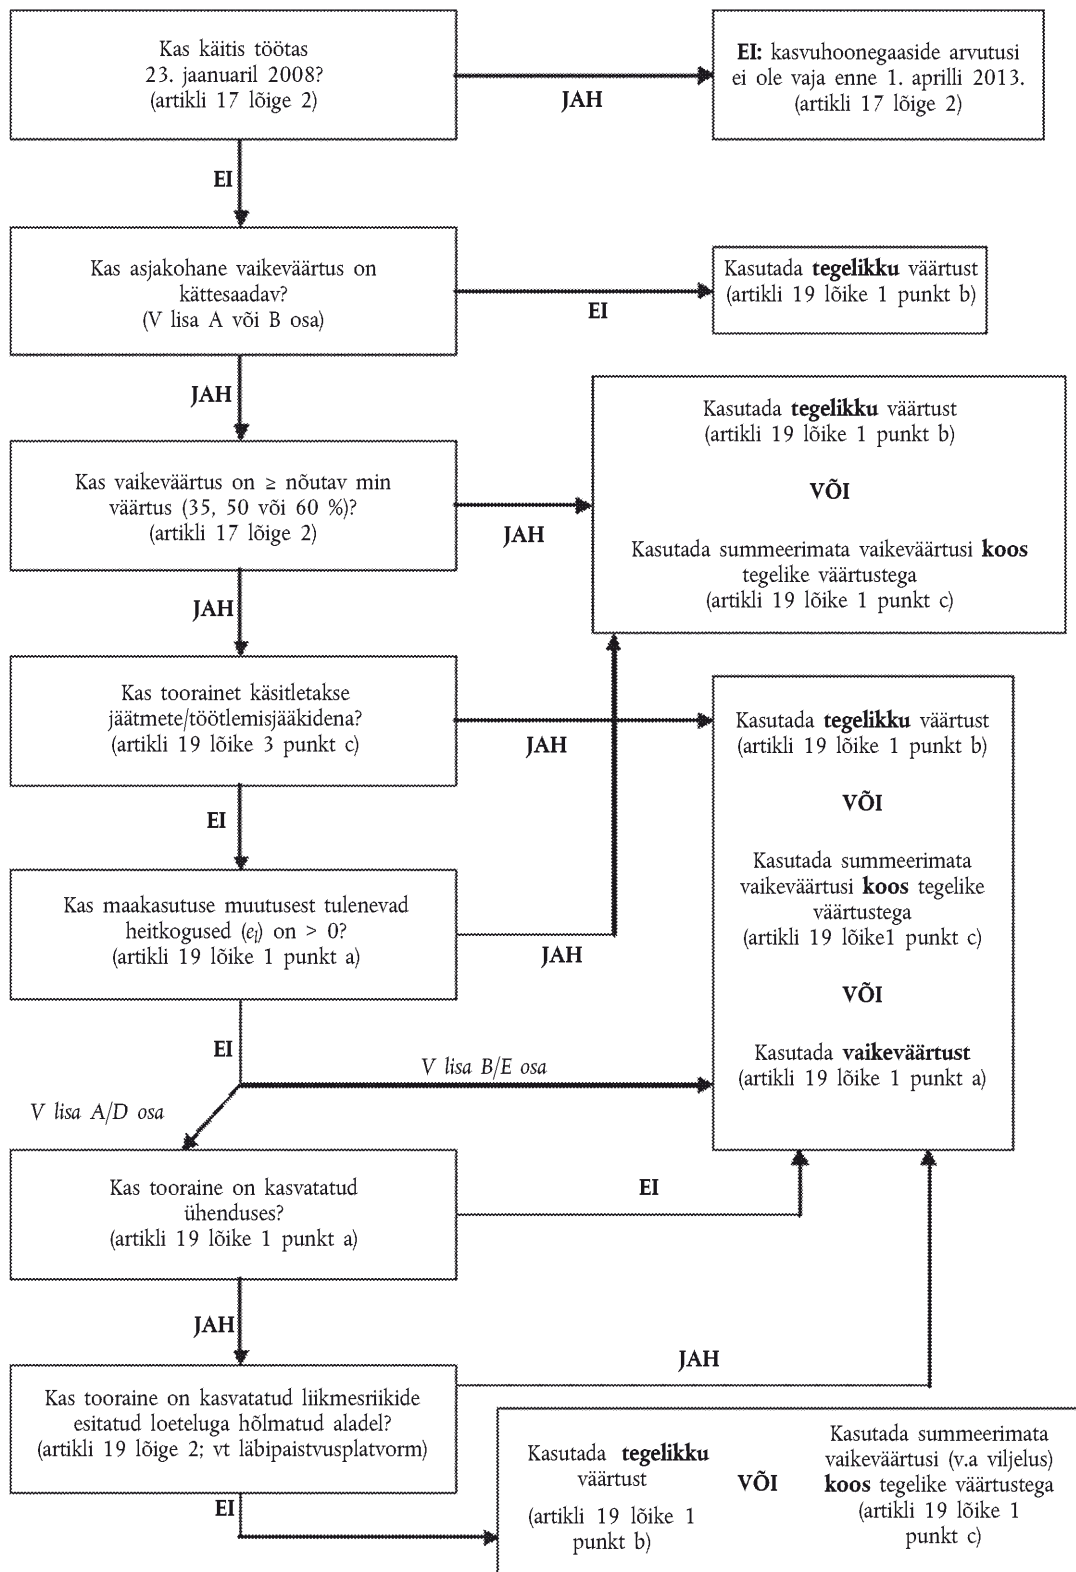 Kas käitis töötas
23. jaanuaril 2008?
(artikli 17 lõige 2)
JAH
EI: kasvuhoonegaaside arvutusi
ei ole vaja enne 1. aprilli 2013.
(artikli 17 lõige 2)
EI
Kas asjakohane vaikeväärtus on
kättesaadav?
(V lisa A või B osa)
EI
Kasutada tegelikku väärtust
(artikli 19 lõike 1 punkt b)
JAH
Kas vaikeväärtus on ≥ nõutav min
väärtus (35, 50 või 60 %)?
(artikli 17 lõige 2)
JAH
Kasutada tegelikku väärtust
(artikli 19 lõike 1 punkt b)
VÕI
Kasutada summeerimata vaikeväärtusi koos
tegelike väärtustega
(artikli 19 lõike 1 punkt c)
JAH
Kas toorainet käsitletakse
jäätmete/töötlemisjääkidena?
(artikli 19 lõike 3 punkt c)
JAH
Kasutada tegelikku väärtust
(artikli 19 lõike 1 punkt b)
VÕI
Kasutada summeerimata
vaikeväärtusi koos tegelike
väärtustega
(artikli 19 lõike1 punkt c)
VÕI
Kasutada vaikeväärtust
(artikli 19 lõike 1 punkt a)
EI
Kas maakasutuse muutusest tulenevad
heitkogused (el) on > 0?
(artikli 19 lõike 1 punkt a)
JAH
EI
V lisa B/E osa
V lisa A/D osa
Kas tooraine on kasvatatud
ühenduses?
(artikli 19 lõike 1 punkt a)
EI
JAH
Kas tooraine on kasvatatud liikmesriikide
esitatud loeteluga hõlmatud aladel?
(artikli 19 lõige 2; vt läbipaistvusplatvorm)
JAH
EI
Kasutada tegelikku
väärtust
(artikli 19 lõike 1
punkt b)
VÕI
Kasutada summeerimata
vaikeväärtusi (v.a viljelus)
koos tegelike väärtustega
(artikli 19 lõike 1
punkt c)